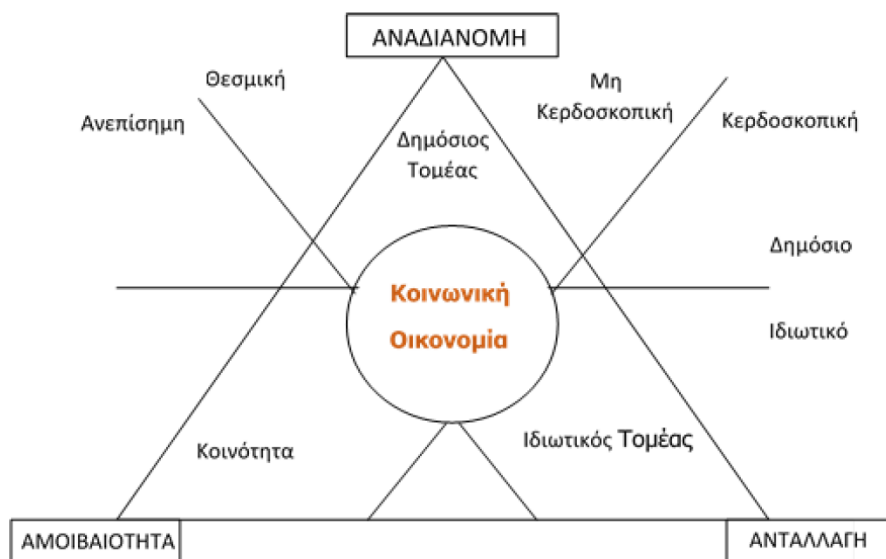 ΑΝΑΔΙΑΝΟΜΗ
Θεσμική
Μη
Κερδοσκοπική
Ανεπίσημη
Κερδοσκοπική
Δημόσιος
Τομέας
Δημόσιο
Κοινωνική
Οικονομία
Ιδιωτικό
Κοινότητα
Ιδιωτικός Τομέας
ΑΜΟΙΒΑΙΟΤΗΤΑ
ΑΝΤΑΛΛΑΓΗ